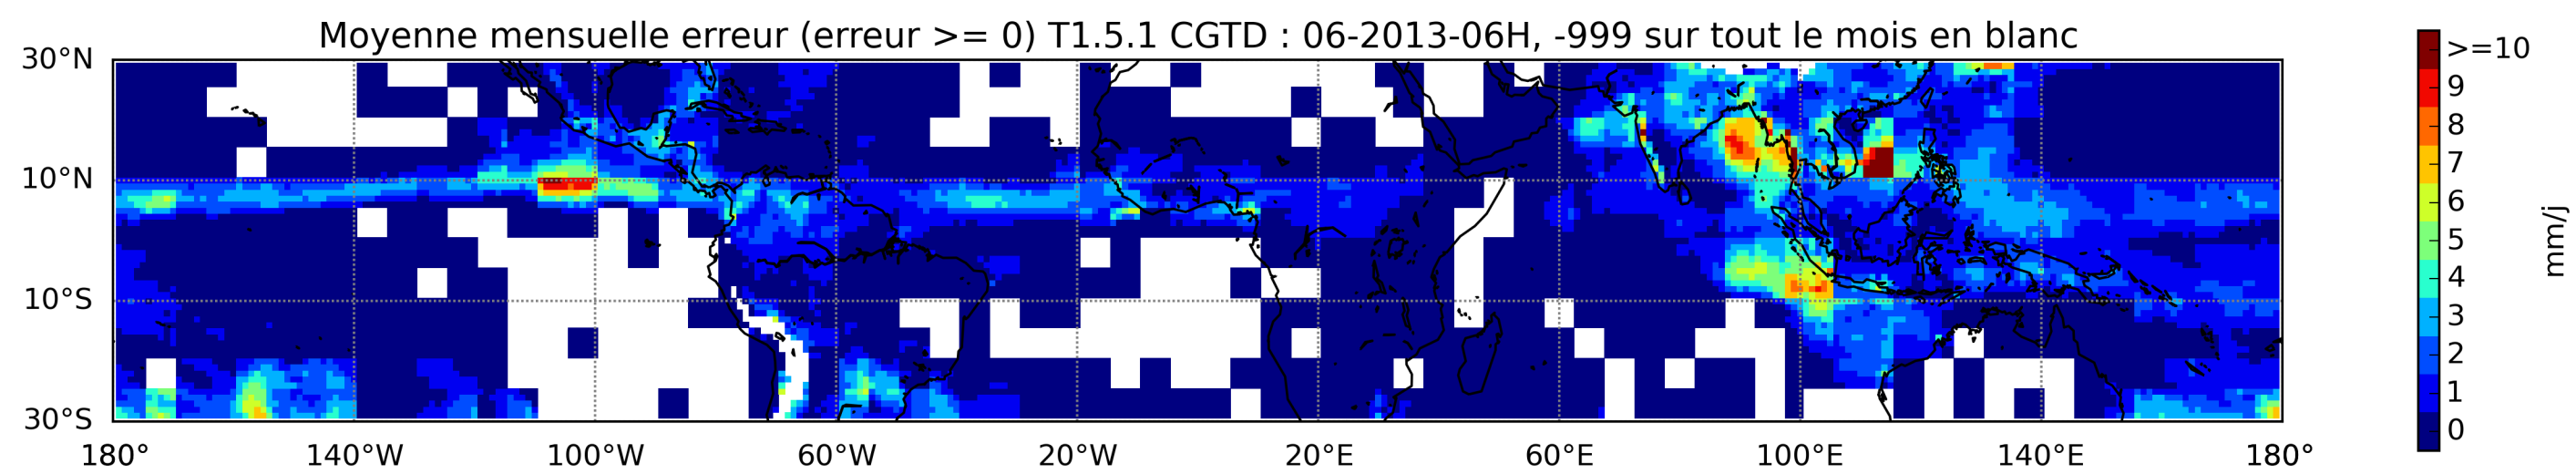 Moyenne mensuelle erreur (erreur >= 0) T1.5.1 CGTD : 06-2013-06H, -999 sur tout le mois en blanc
30°N
10°N
10°S
30°S
180° 140°W 100°W 60°W 20°W 20°E 60°E 100°E 140°E 180°
>=10
9
8
7
6
5
4
3
2
1
0
mm/j